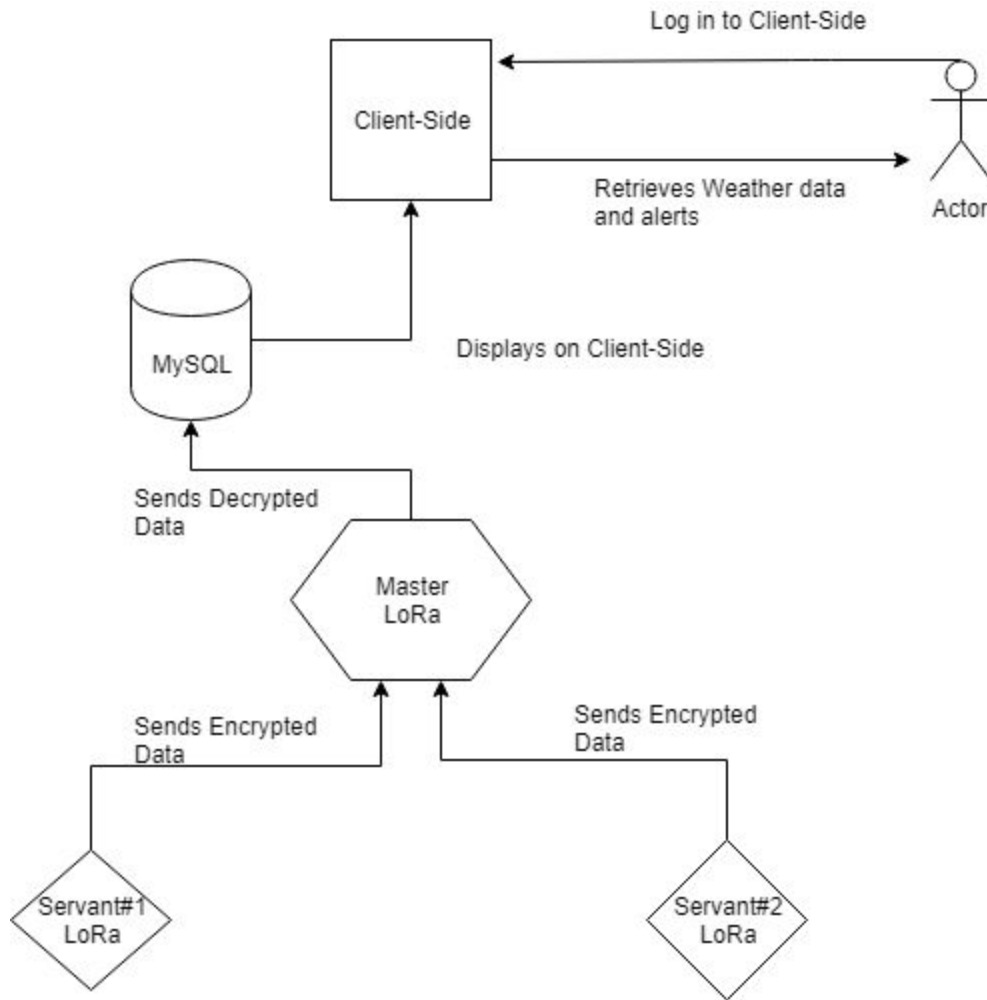 Log in to Client-Side
Client-Side
Retrieves Weather data
and alerts
Actor
MySQL
Displays on Client-Side
Sends Decrypted
Data
Master
LoRa
Sends Encrypted
Data
Sends Encrypted
Data
Servant#1
LoRa
Servant#2
LoRa